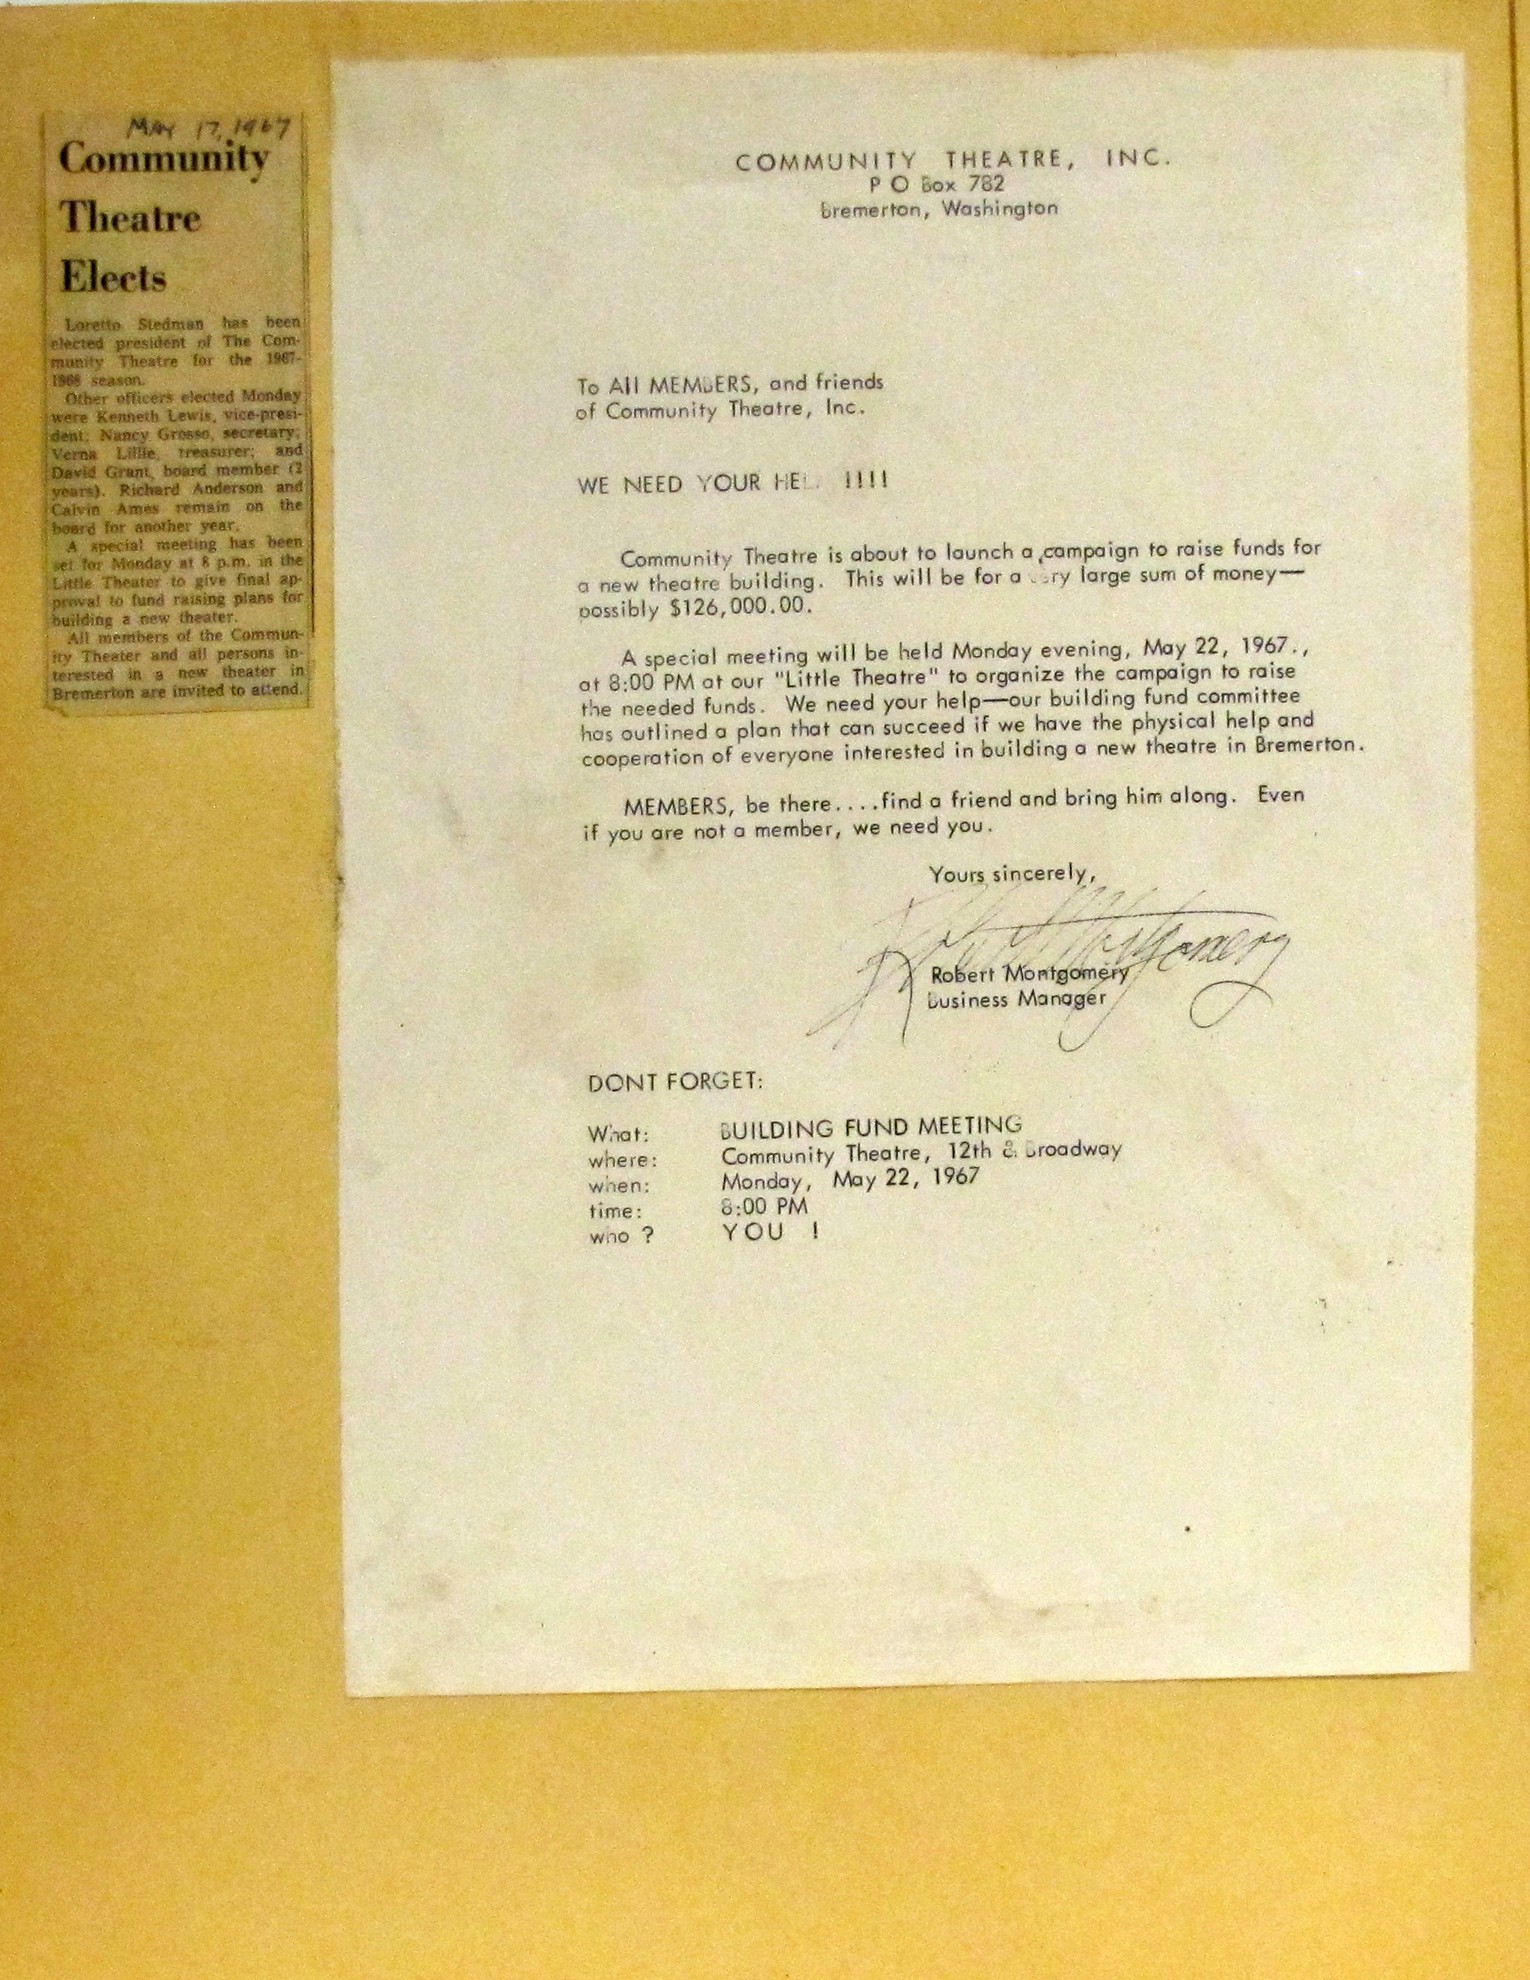 May 17, 1967
Community
Theatre
Elects
Loretto Stedman has been
elected president of The Com-
munity Theatre for the 1967-
1968 season.
Other officers elected Monday
were Kenneth Lewis, vice-presi-
dent; Nancy Grosso, secretary;
Verna Lillie, treasurer; and
David Grant, board member (2
years). Richard Anderson and
Calvin Ames remain on the
board for another year.
A special meeting has been
set for Monday at 8 p.m. in the
Little Theater to give final ap-
proval to fund raising plans for
building a new theater.
All members of the Commun-
ity Theater and all persons in-
terested in a new theater in
Bremerton are invited to attend.
COMMUNITY THEATRE, INC.
P O Box 782
Bremerton, Washington
To All MEMBERS, and friends
of Community Theatre, Inc.
WE NEED YOUR HEL !!!!
Community Theatre is about to launch a campaign to raise funds for
a new theatre building. This will be for a very large sum of money—
possibly $126,000.00.
A special meeting will be held Monday evening, May 22, 1967.,
at 8:00 PM at our "Little Theatre" to organize the campaign to raise
the needed funds. We need your help—our building fund committee
has outlined a plan that can succeed if we have the physical help and
cooperation of everyone interested in building a new theatre in Bremerton.
MEMBERS, be there....find a friend and bring him along. Even
if you are not a member, we need you.
Yours sincerely,
Robert Montgomery
Robert Montgomery
Business Manager
DONT FORGET:
What: BUILDING FUND MEETING
where: Community Theatre, 12th & Broadway
when: Monday, May 22, 1967
time: 8:00 PM
who ? YOU !